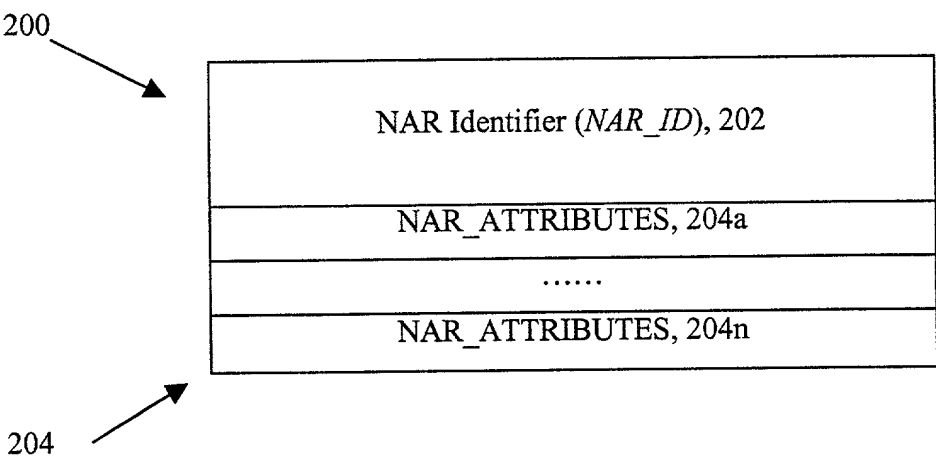 200
NAR Identifier (NAR_ID), 202
NAR_ATTRIBUTES, 204a
......
NAR_ATTRIBUTES, 204n
204